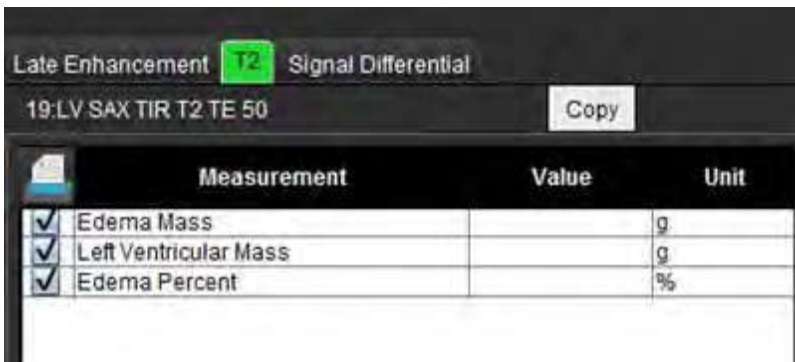 Late Enhancement T2 Signal Differential
19:LV SAX TIR T2 TE 50 Copy
Measurement Value Unit
Edema Mass g
Left Ventricular Mass g
Edema Percent %